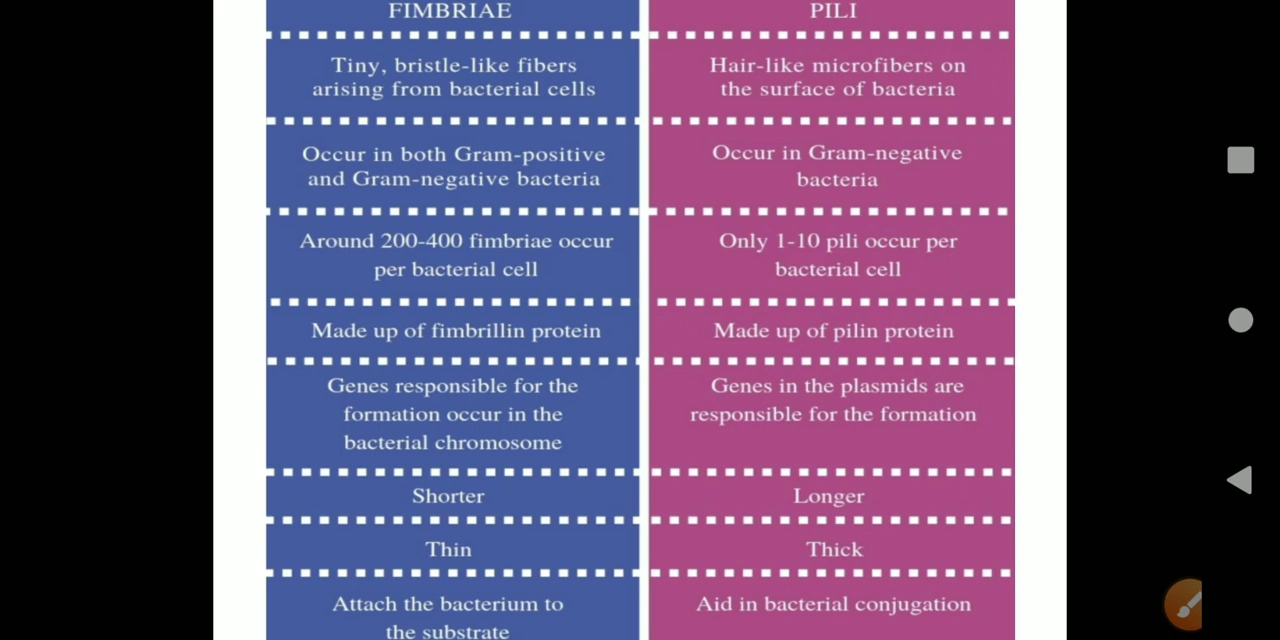 FIMBRIAE
PILI
Tiny, bristle-like fibers
arising from bacterial cells
Hair-like microfibers on
the surface of bacteria
Occur in both Gram-positive
and Gram-negative bacteria
Occur in Gram-negative
bacteria
Around 200-400 fimbriae occur
per bacterial cell
Only 1-10 pili occur per
bacterial cell
Made up of fimbrillin protein
Made up of pilin protein
Genes responsible for the
formation occur in the
bacterial chromosome
Genes in the plasmids are
responsible for the formation
Shorter
Longer
Thin
Thick
Attach the bacterium to
the substrate
Aid in bacterial conjugation